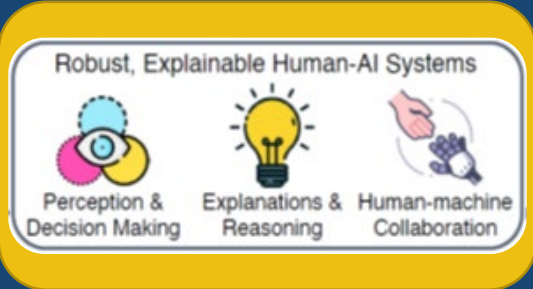 Robust, Explainable Human-AI Systems
Perception &
Decision Making
Explanations &
Reasoning
Human-machine
Collaboration